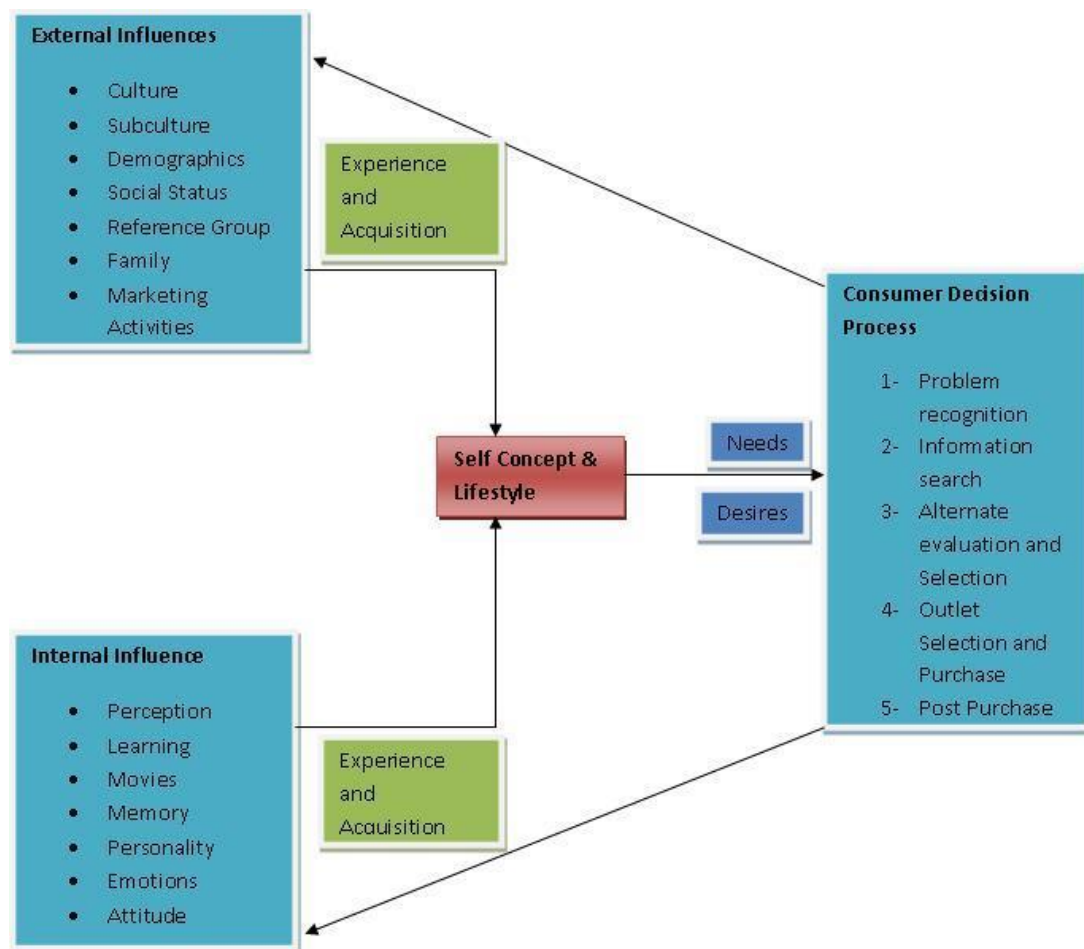 External Influences
• Culture
• Subculture
• Demographics
• Social Status
• Reference Group
• Family
• Marketing
Activities
Experience
and
Acquisition
Self Concept &
Lifestyle
Needs
Desires
Consumer Decision
Process
1- Problem
recognition
2- Information
search
3- Alternate
evaluation and
Selection
4- Outlet
Selection and
Purchase
5- Post Purchase
Internal Influence
• Perception
• Learning
• Movies
• Memory
• Personality
• Emotions
• Attitude
Experience
and
Acquisition